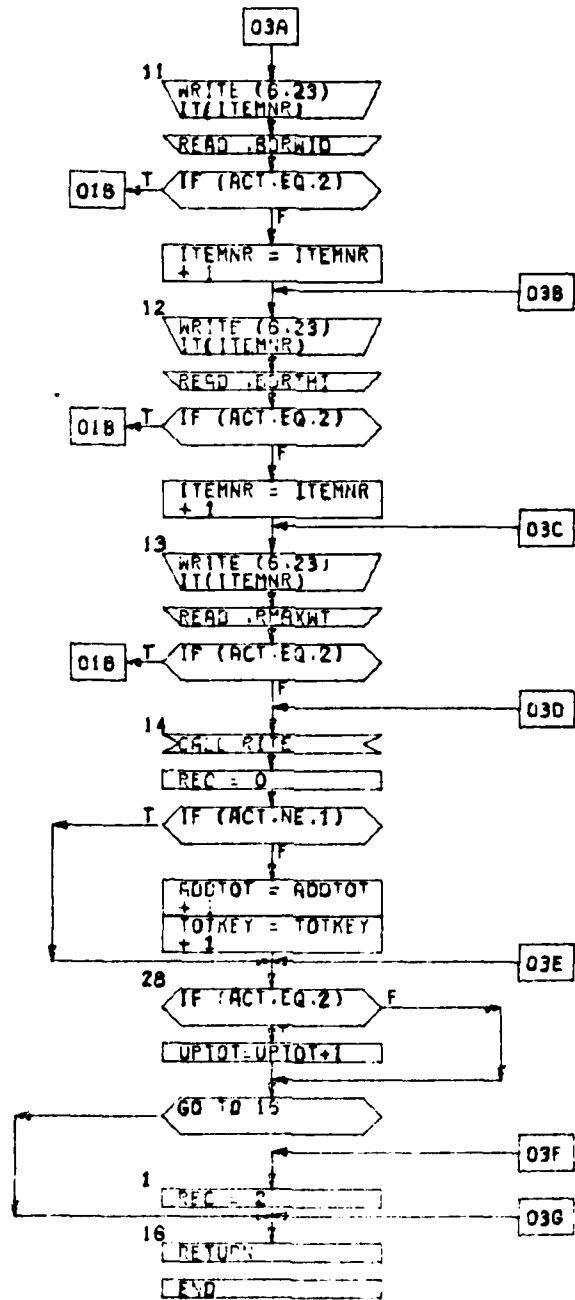 03A
11
WRITE (6.23)
IT(ITEMNR)
READ .BDRWID
01B
T
IF (ACT.EQ.2)
F
ITEMNR = ITEMNR
+ 1
03B
12
WRITE (6.23)
IT(ITEMNR)
READ
01B
T
IF (ACT.EQ.2)
F
ITEMNR = ITEMNR
+ 1
03C
13
WRITE (6.23)
IT(ITEMNR)
READ
01B
T
IF (ACT.EQ.2)
F
03D
14
CALL RITE
REC = 0
T
IF (ACT.NE.1)
F
ADDTOT = ADDTOT
+ 1
TOTKEY = TOTKEY
+ 1
03E
28
IF (ACT.EQ.2)
F
T
UPTOT=UPTOT+1
GO TO 16
03F
1
REC = 2
03G
16
RETURN
END